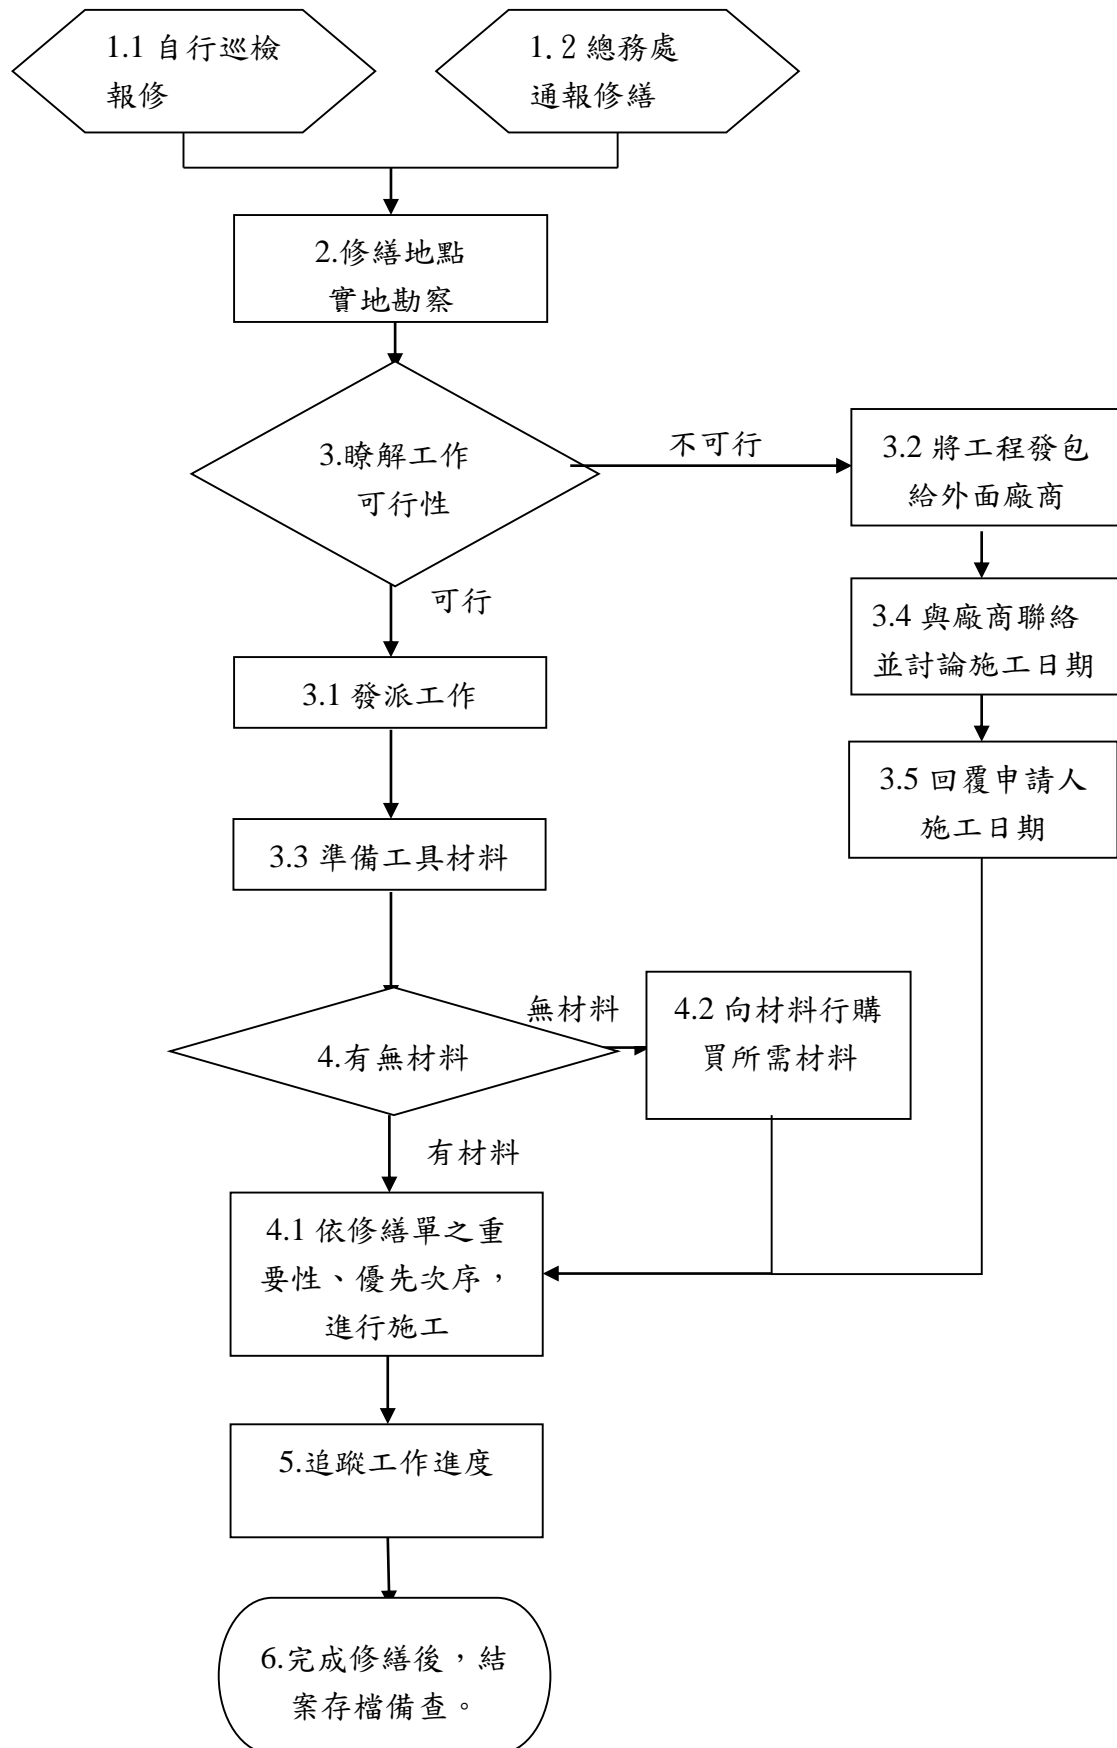 1.1 自行巡檢
報修
1. 2 總務處
通報修繕
2.修繕地點
實地勘察
3.瞭解工作
可行性
不可行
3.2 將工程發包
給外面廠商
可行
3.4 與廠商聯絡
並討論施工日期
3.1 發派工作
3.5 回覆申請人
施工日期
3.3 準備工具材料
無材料
4.2 向材料行購
買所需材料
4.有無材料
有材料
4.1 依修繕單之重
要性、優先次序，
進行施工
5.追蹤工作進度
6.完成修繕後，結
案存檔備查。